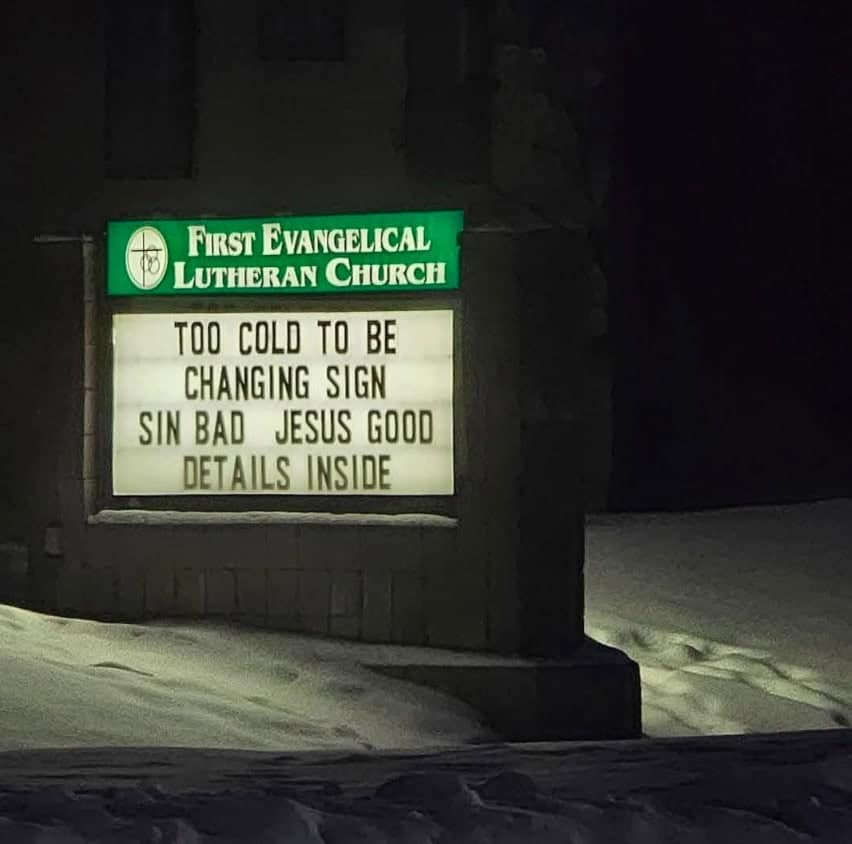 First Evangelical
Lutheran Church
TOO COLD TO BE
CHANGING SIGN
SIN BAD JESUS GOOD
DETAILS INSIDE